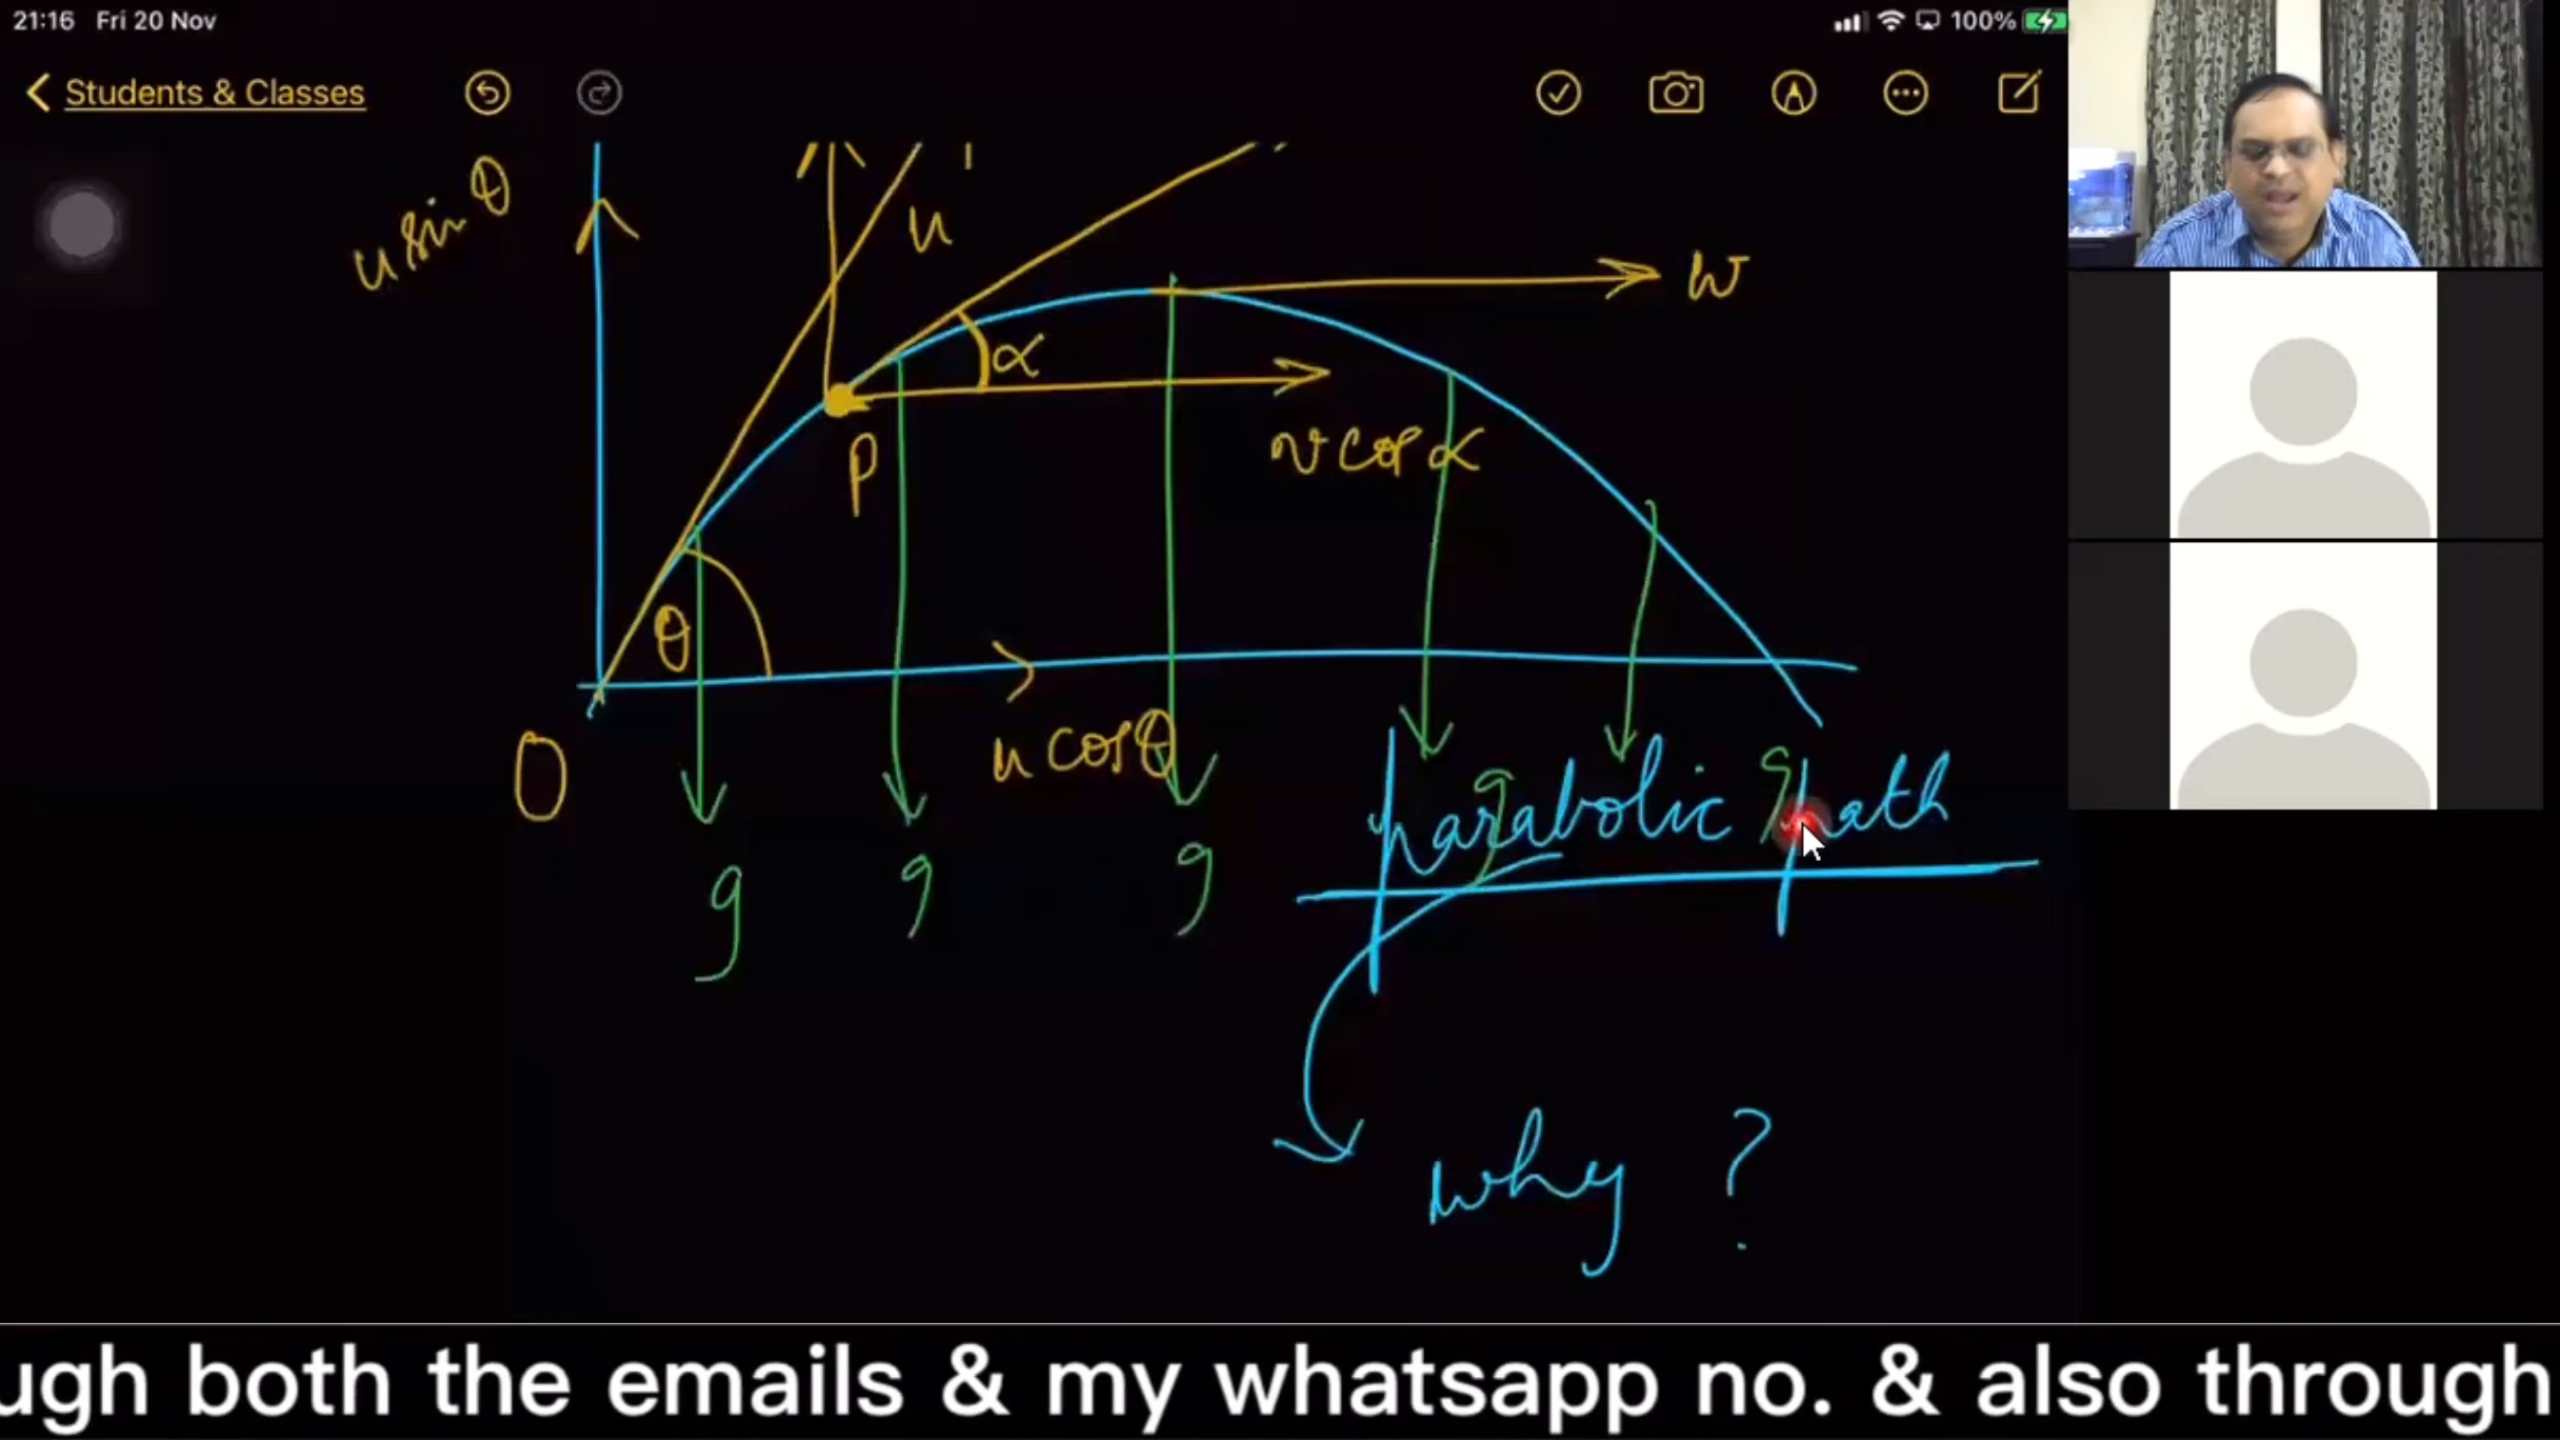 21:16 Fri 20 Nov
100%
Students & Classes
u sin θ
u
w
α
v cos α
P
θ
O
u cos θ
g
g
g
g
g
parabolic path
why ?
ugh both the emails & my whatsapp no. & also through